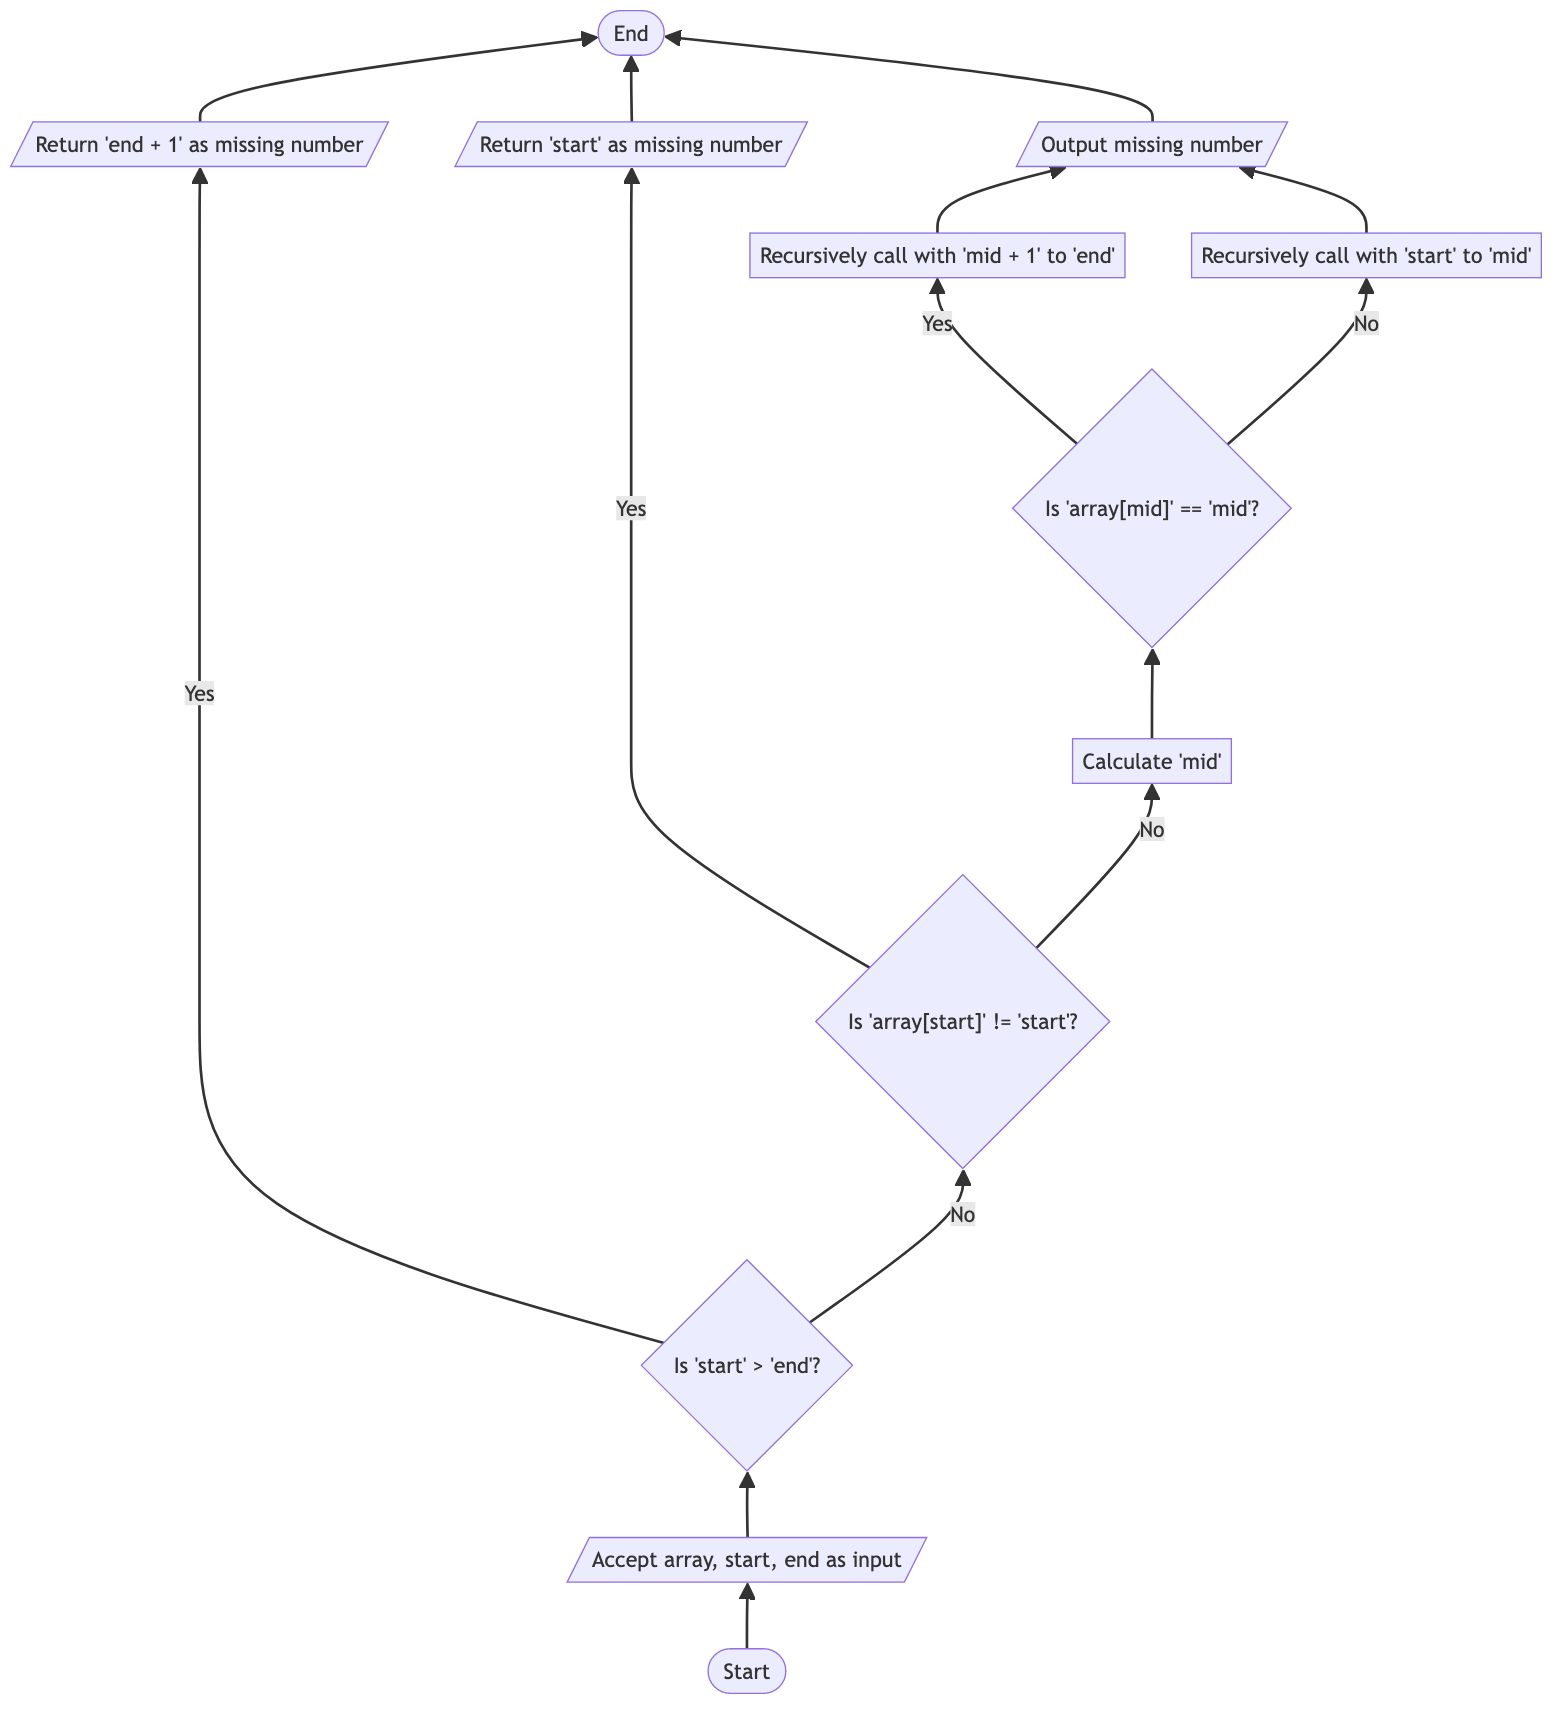 End
Return 'end + 1' as missing number
Return 'start' as missing number
Output missing number
Recursively call with 'mid + 1' to 'end'
Recursively call with 'start' to 'mid'
Yes
No
Is 'array[mid]' == 'mid'?
Yes
Yes
Calculate 'mid'
No
Is 'array[start]' != 'start'?
No
Is 'start' > 'end'?
Accept array, start, end as input
Start